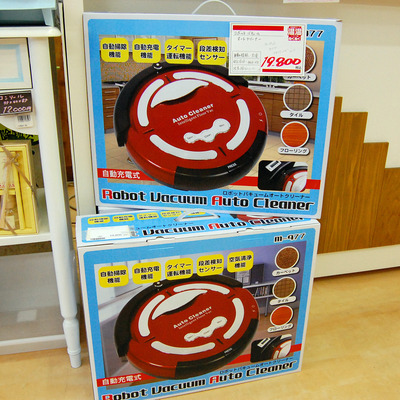 自動掃除
機能
自動充電
機能
タイマー
運転機能
段差検知
センサー
19,800
タイル
フローリング
Auto Cleaner
Intelligent Floor Vac
自動充電式
ロボットバキュームオートクリーナー
Robot Vacuum Auto Cleaner
M-977
自動掃除
機能
自動充電
機能
タイマー
運転機能
段差検知
センサー
空気清浄
機能
カーペット
タイル
フローリング
Auto Cleaner
自動充電式
ロボットバキュームオートクリーナー
Robot Vacuum Auto Cleaner